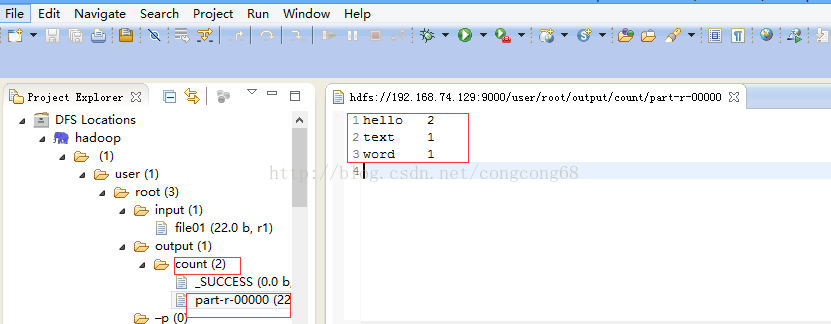 File Edit Navigate Search Project Run Window Help
Project Explorer
DFS Locations
hadoop
(1)
user (1)
root (3)
input (1)
file01 (22.0 b, r1)
output (1)
count (2)
_SUCCESS (0.0 b,
part-r-00000 (22
–p (0)
hdfs://192.168.74.129:9000/user/root/output/count/part-r-00000
1 hello 2
2 text 1
3 word 1
4
http://blog.csdn.net/congcong68